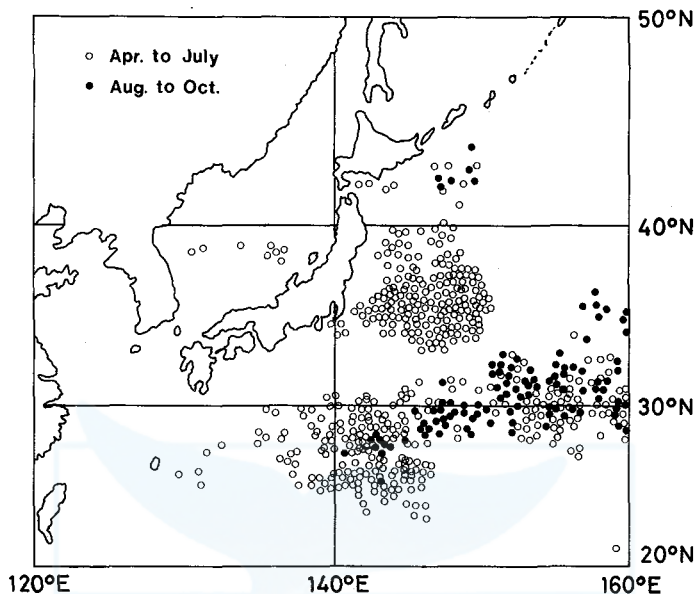 50°N
○ Apr. to July
● Aug. to Oct.
40°N
30°N
20°N
120°E 140°E 160°E